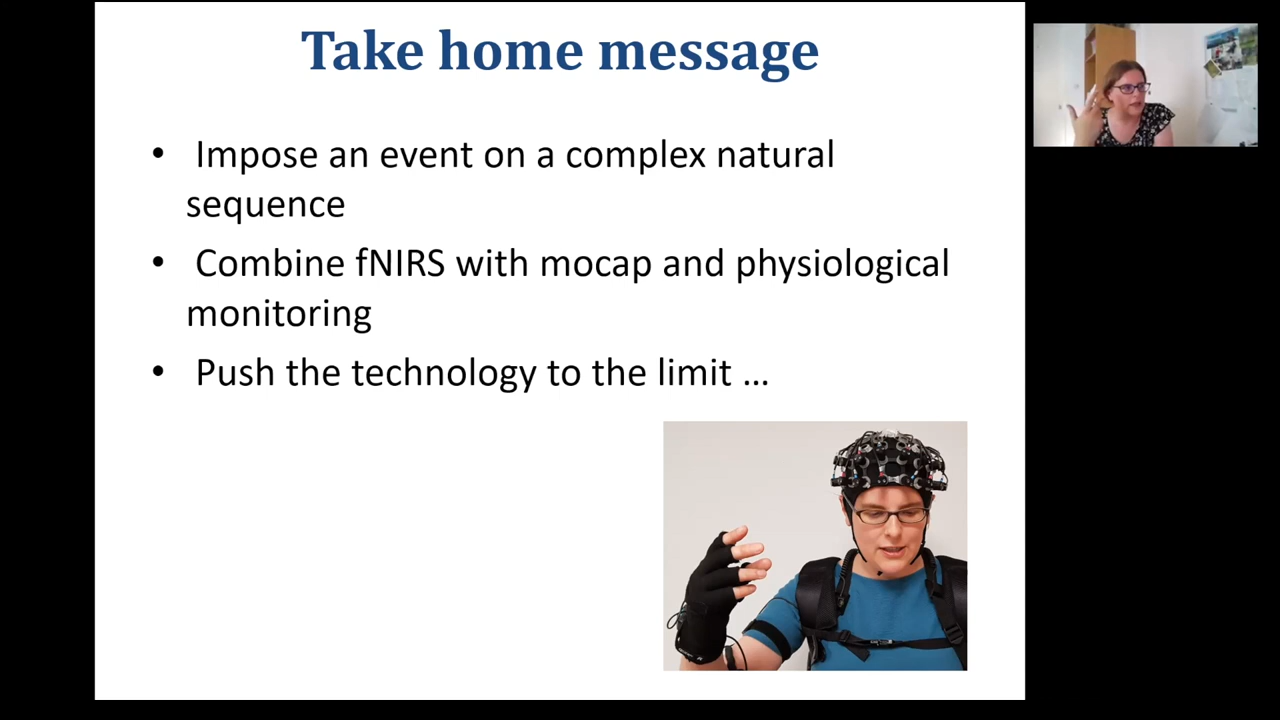 Take home message
• Impose an event on a complex natural
sequence
• Combine fNIRS with mocap and physiological
monitoring
• Push the technology to the limit ...